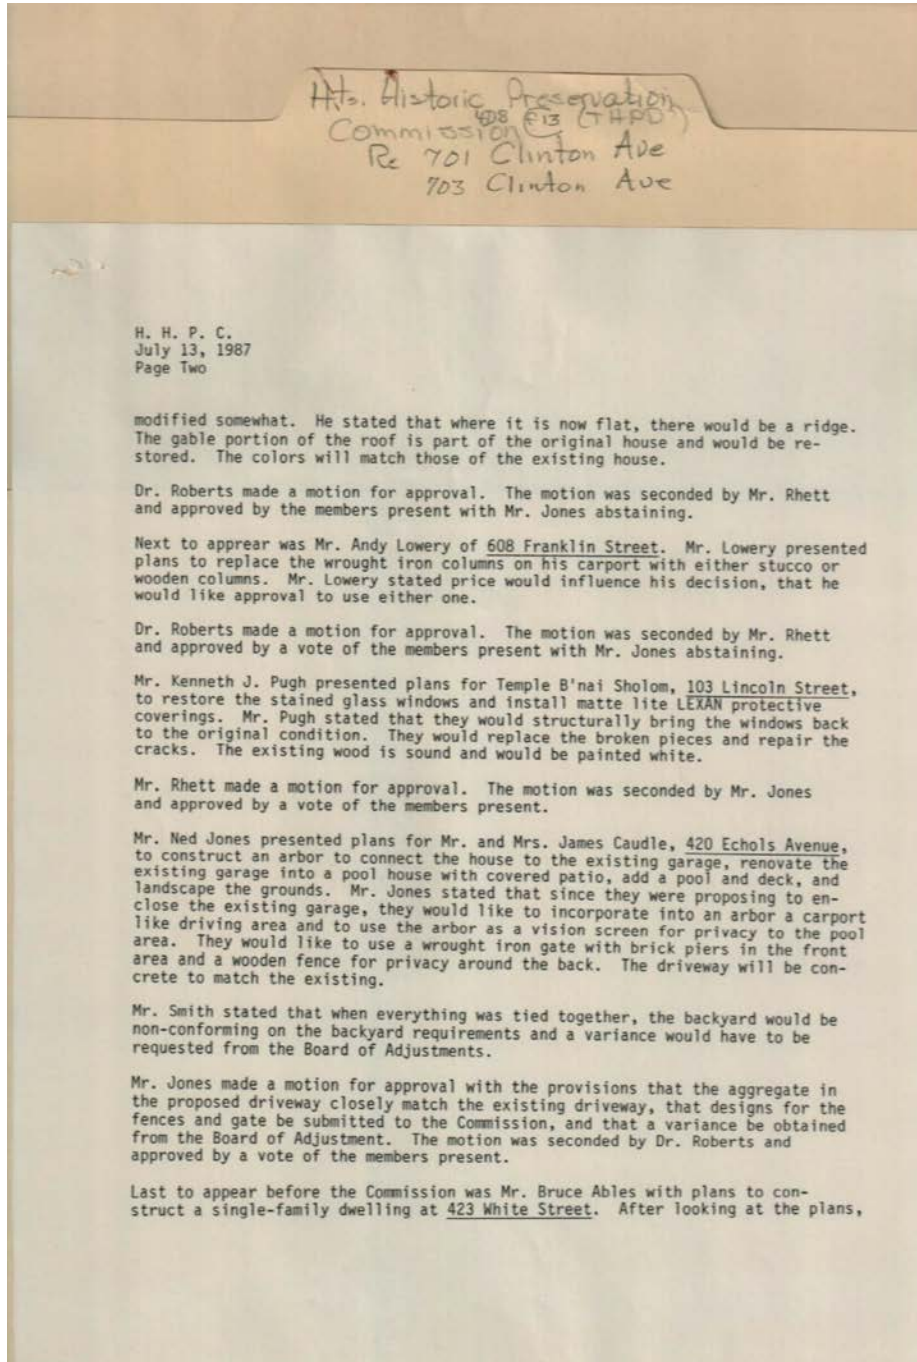 Hts. Historic Preservation
408 E13 (THPD)
Commission
Re 701 Clinton Ave
703 Clinton Ave
H. H. P. C.
July 13, 1987
Page Two
modified somewhat. He stated that where it is now flat, there would be a ridge.
The gable portion of the roof is part of the original house and would be re-
stored. The colors will match those of the existing house.
Dr. Roberts made a motion for approval. The motion was seconded by Mr. Rhett
and approved by the members present with Mr. Jones abstaining.
Next to apprear was Mr. Andy Lowery of 608 Franklin Street. Mr. Lowery presented
plans to replace the wrought iron columns on his carport with either stucco or
wooden columns. Mr. Lowery stated price would influence his decision, that he
would like approval to use either one.
Dr. Roberts made a motion for approval. The motion was seconded by Mr. Rhett
and approved by a vote of the members present with Mr. Jones abstaining.
Mr. Kenneth J. Pugh presented plans for Temple B'nai Sholom, 103 Lincoln Street,
to restore the stained glass windows and install matte lite LEXAN protective
coverings. Mr. Pugh stated that they would structurally bring the windows back
to the original condition. They would replace the broken pieces and repair the
cracks. The existing wood is sound and would be painted white.
Mr. Rhett made a motion for approval. The motion was seconded by Mr. Jones
and approved by a vote of the members present.
Mr. Ned Jones presented plans for Mr. and Mrs. James Caudle, 420 Echols Avenue,
to construct an arbor to connect the house to the existing garage, renovate the
existing garage into a pool house with covered patio, add a pool and deck, and
landscape the grounds. Mr. Jones stated that since they were proposing to en-
close the existing garage, they would like to incorporate into an arbor a carport
like driving area and to use the arbor as a vision screen for privacy to the pool
area. They would like to use a wrought iron gate with brick piers in the front
area and a wooden fence for privacy around the back. The driveway will be con-
crete to match the existing.
Mr. Smith stated that when everything was tied together, the backyard would be
non-conforming on the backyard requirements and a variance would have to be
requested from the Board of Adjustments.
Mr. Jones made a motion for approval with the provisions that the aggregate in
the proposed driveway closely match the existing driveway, that designs for the
fences and gate be submitted to the Commission, and that a variance be obtained
from the Board of Adjustment. The motion was seconded by Dr. Roberts and
approved by a vote of the members present.
Last to appear before the Commission was Mr. Bruce Ables with plans to con-
struct a single-family dwelling at 423 White Street. After looking at the plans,